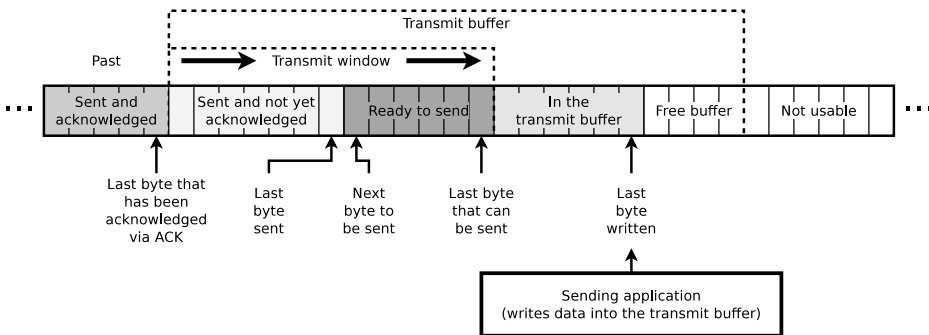 Transmit buffer
Past
Transmit window
Sent and
acknowledged
Sent and not yet
acknowledged
Ready to send
In the
transmit buffer
Free buffer
Not usable
Last byte that
has been
acknowledged
via ACK
Last
byte
sent
Next
byte to
be sent
Last byte
that can
be sent
Last
byte
written
Sending application
(writes data into the transmit buffer)